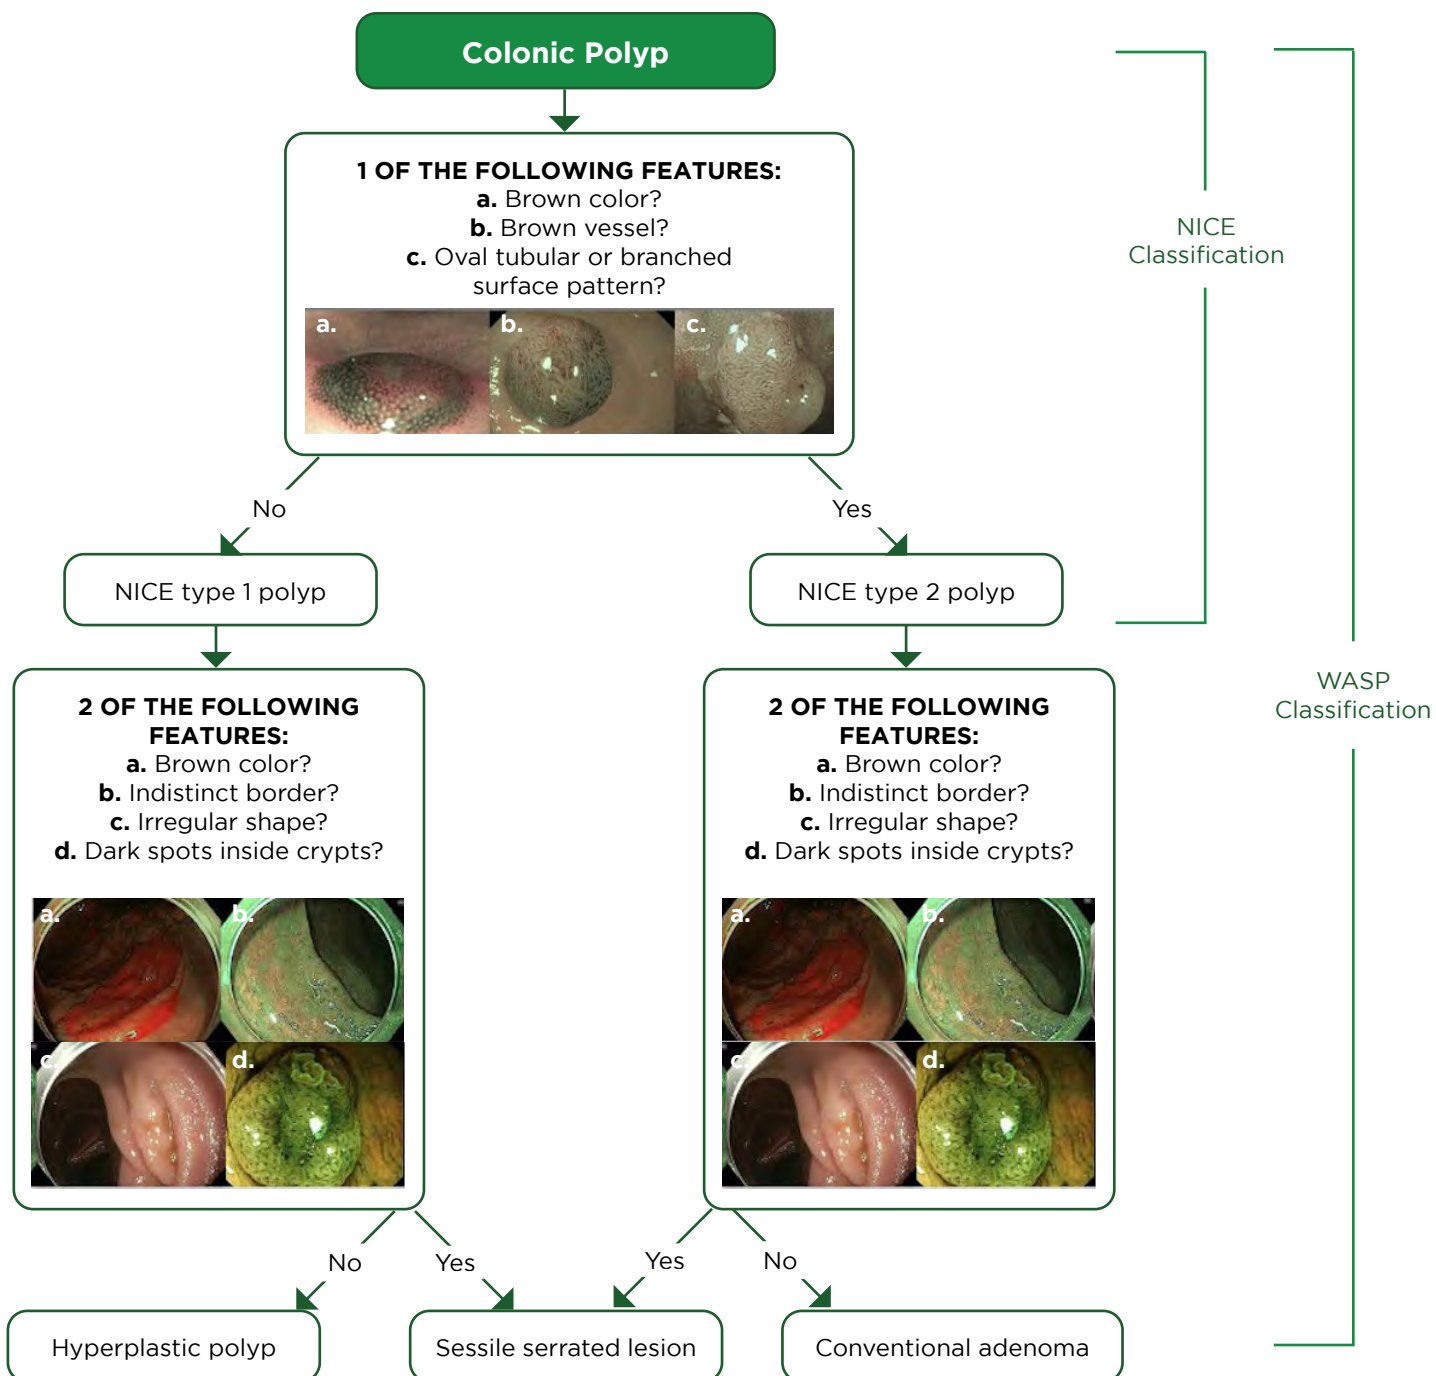 Colonic Polyp
1 OF THE FOLLOWING FEATURES:
a. Brown color?
b. Brown vessel?
c. Oval tubular or branched
surface pattern?
a.
b.
c.
NICE
Classification
No
Yes
NICE type 1 polyp
NICE type 2 polyp
2 OF THE FOLLOWING
FEATURES:
a. Brown color?
b. Indistinct border?
c. Irregular shape?
d. Dark spots inside crypts?
a.
b.
c.
d.
2 OF THE FOLLOWING
FEATURES:
a. Brown color?
b. Indistinct border?
c. Irregular shape?
d. Dark spots inside crypts?
a.
b.
c.
d.
WASP
Classification
No
Yes
Yes
No
Hyperplastic polyp
Sessile serrated lesion
Conventional adenoma